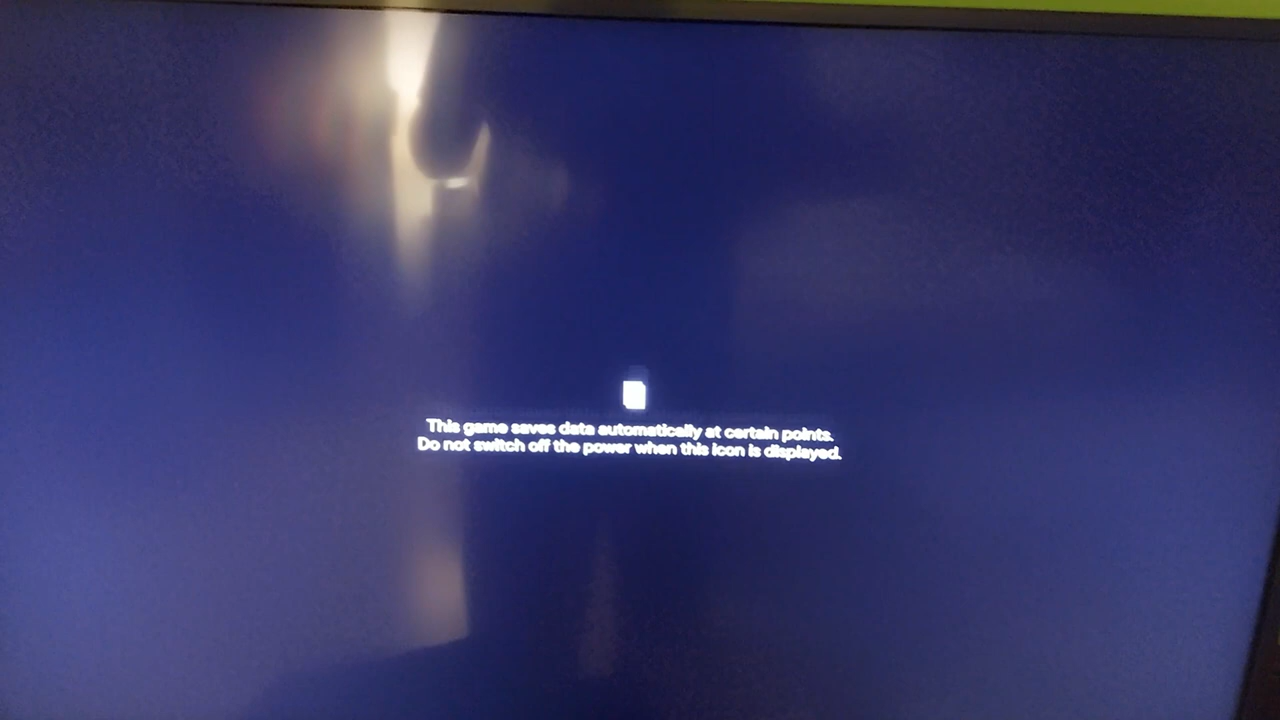 This game saves data automatically at certain points.
Do not switch off the power when this icon is displayed.